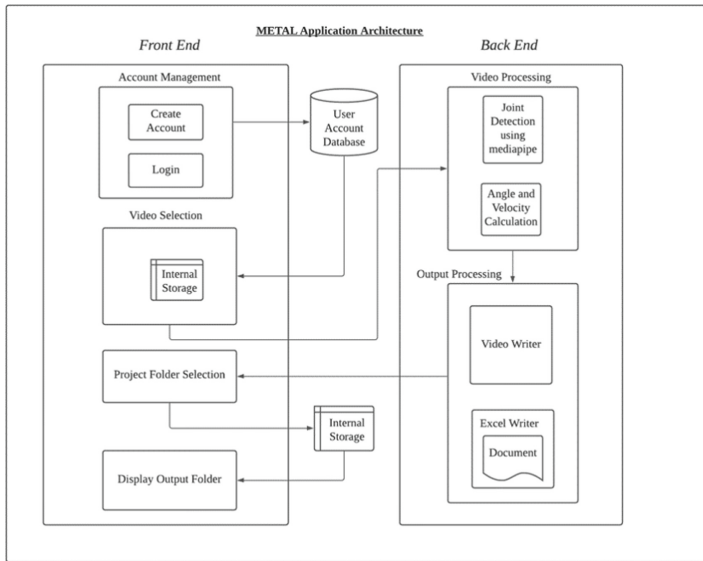 METAL Application Architecture
Front End
Back End
Account Management
Create
Account
Login
User
Account
Database
Video Selection
Internal
Storage
Project Folder Selection
Internal
Storage
Display Output Folder
Video Processing
Joint
Detection
using
mediapipe
Angle and
Velocity
Calculation
Output Processing
Video Writer
Excel Writer
Document